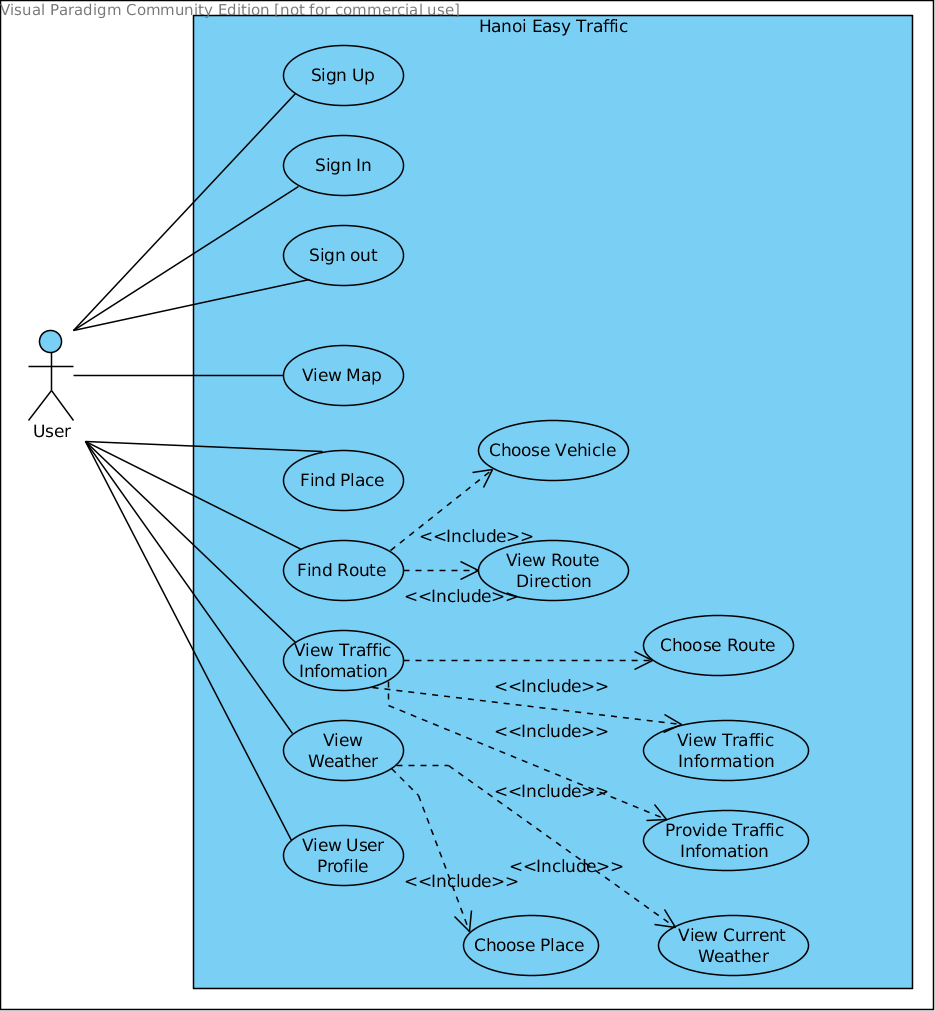 Visual Paradigm Community Edition [not for commercial use]
Hanoi Easy Traffic
Sign Up
Sign In
Sign out
User
View Map
Find Place
Choose Vehicle
<<Include>>
Find Route
View Route
Direction
<<Include>>
View Traffic
Infomation
Choose Route
<<Include>>
<<Include>>
View Traffic
Information
View
Weather
<<Include>>
Provide Traffic
Infomation
View User
Profile
<<Include>>
<<Include>>
Choose Place
View Current
Weather